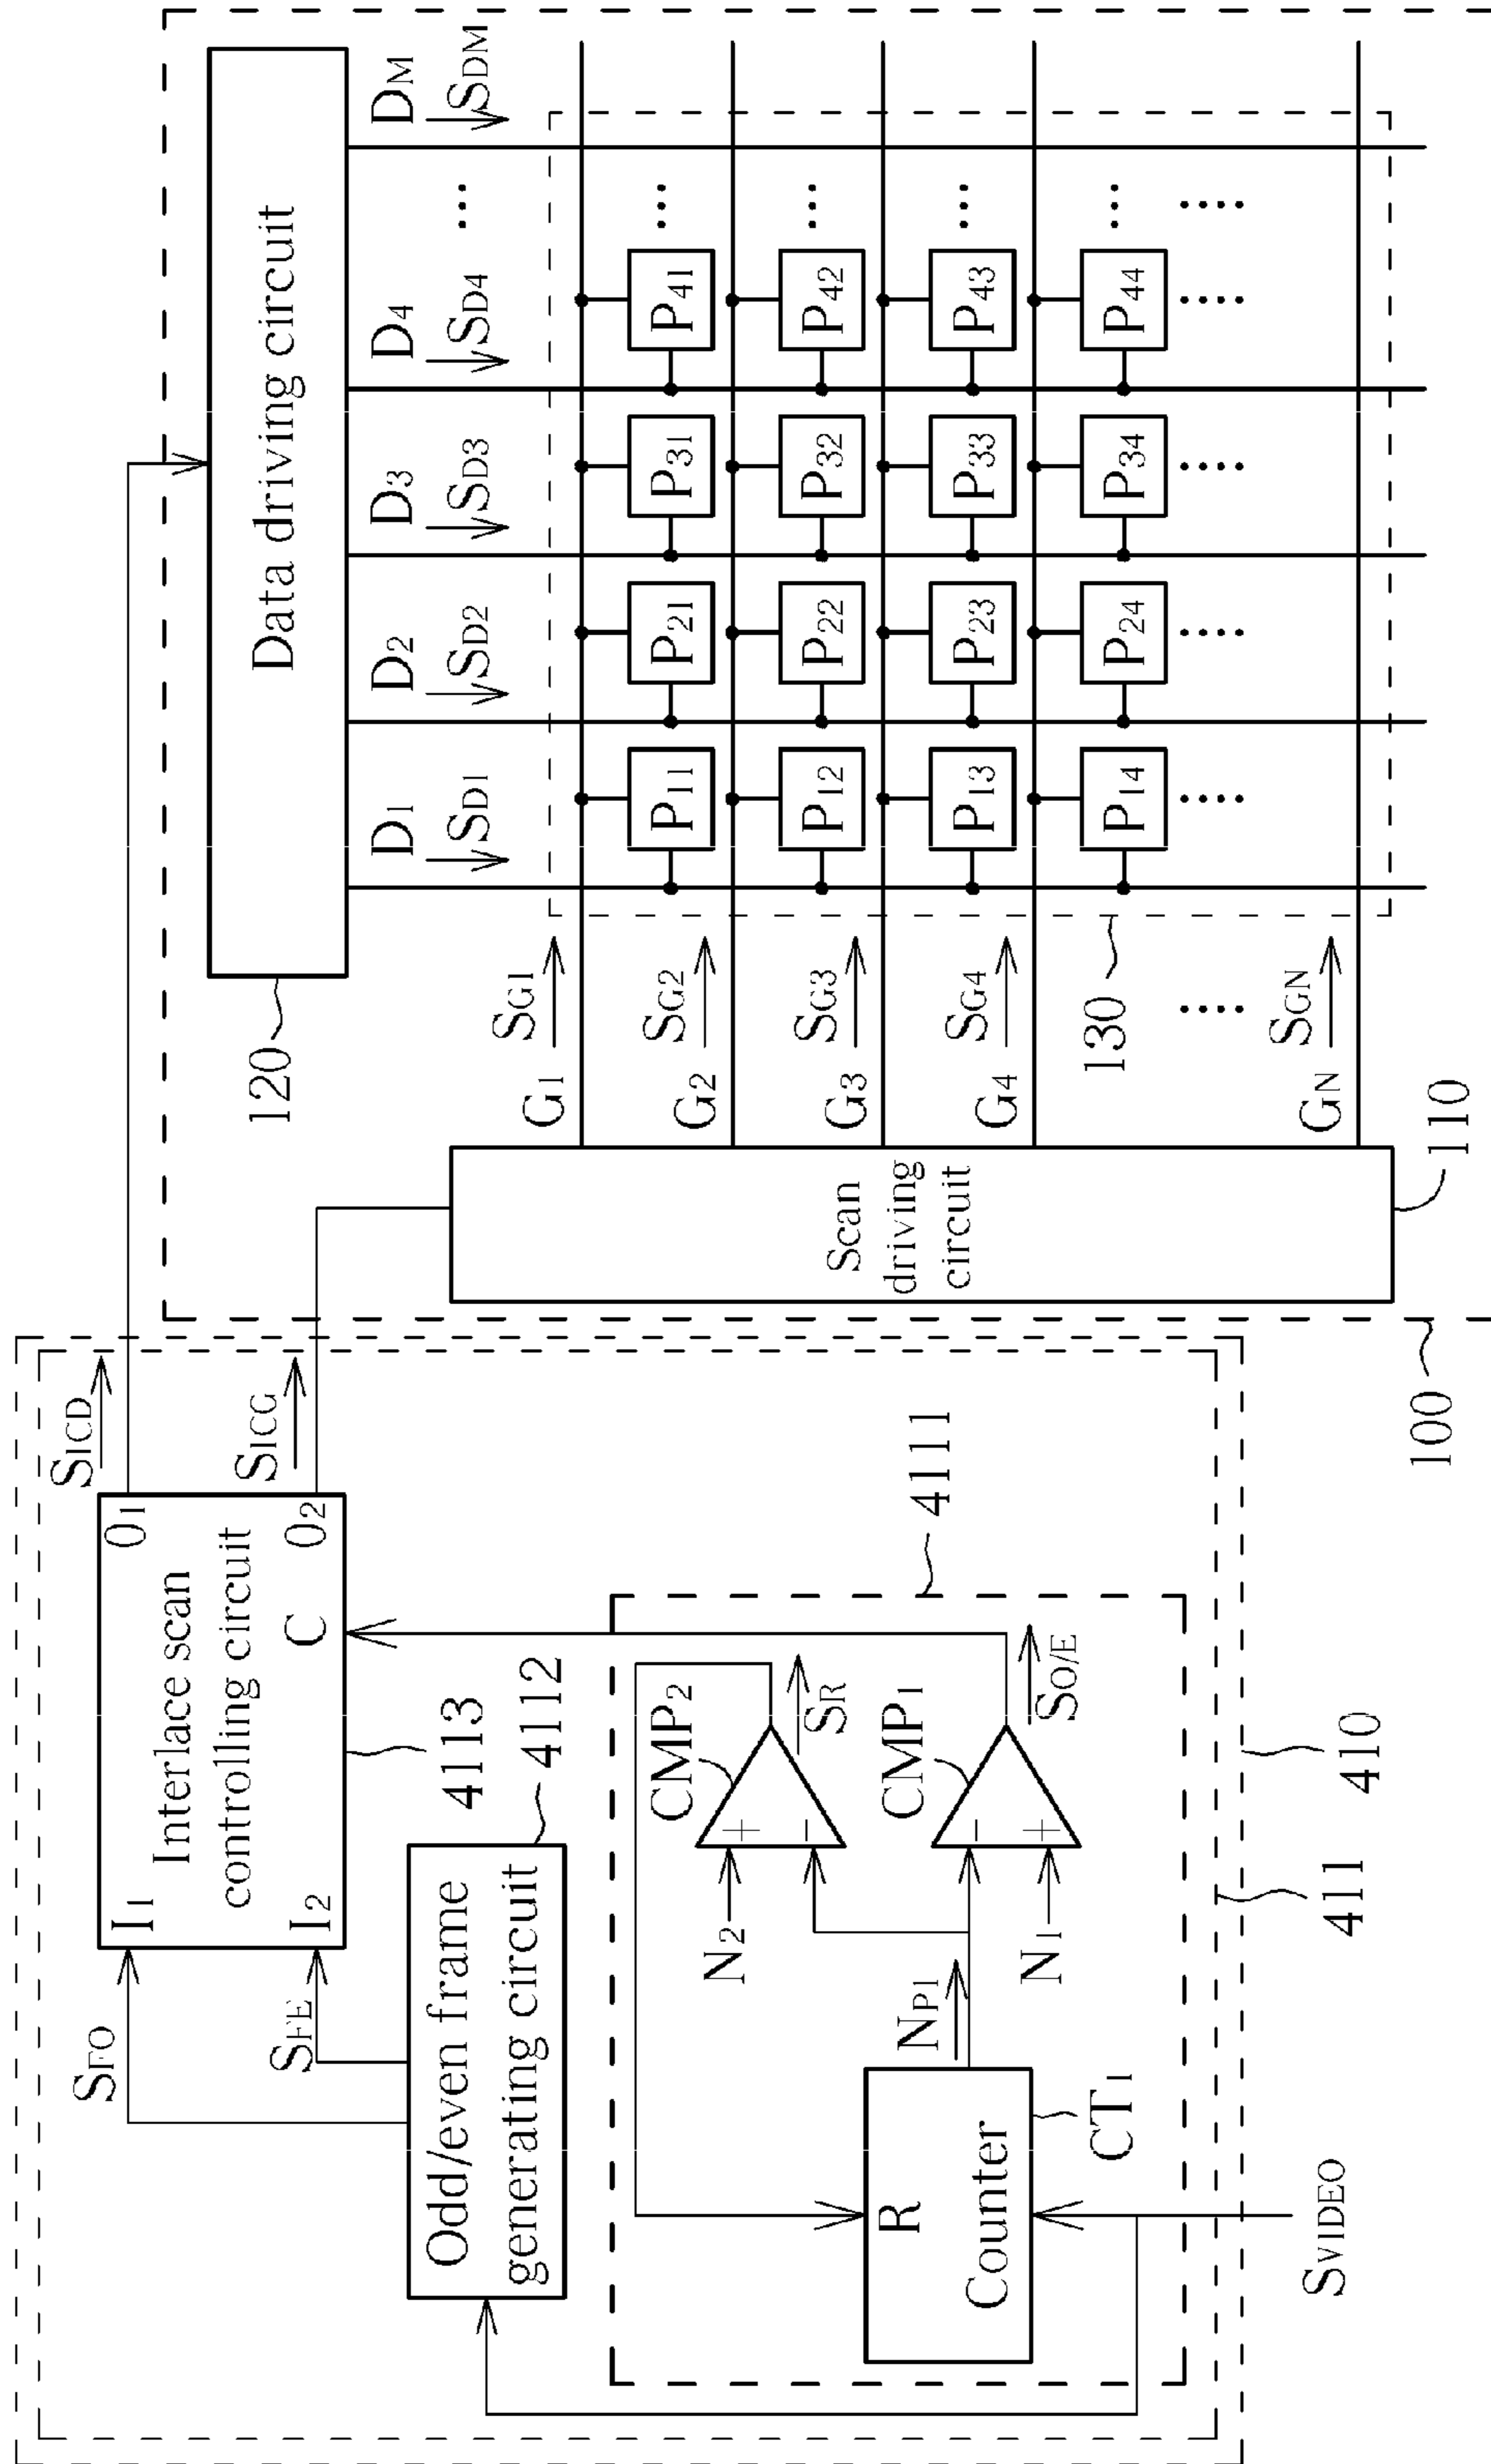 Data driving circuit
120
D1
D2
D3
D4
DM
SD1
SD2
SD3
SD4
...
SDM
SICD
SICG
SFO
SFE
I1
I2
Interlace scan
controlling circuit
O1
O2
C
4113
Odd/even frame
generating circuit
4112
4111
CMP2
SR
N2
CMP1
SO/E
N1
NP1
R
Counter
CT1
SVIDEO
411
410
Scan
driving
circuit
110
100
G1
SG1
G2
SG2
G3
SG3
G4
SG4
....
GN
SGN
130
P11
P21
P31
P41
...
P12
P22
P32
P42
...
P13
P23
P33
P43
...
P14
P24
P34
P44
...
....
....
....
....
....
+
-
-
+